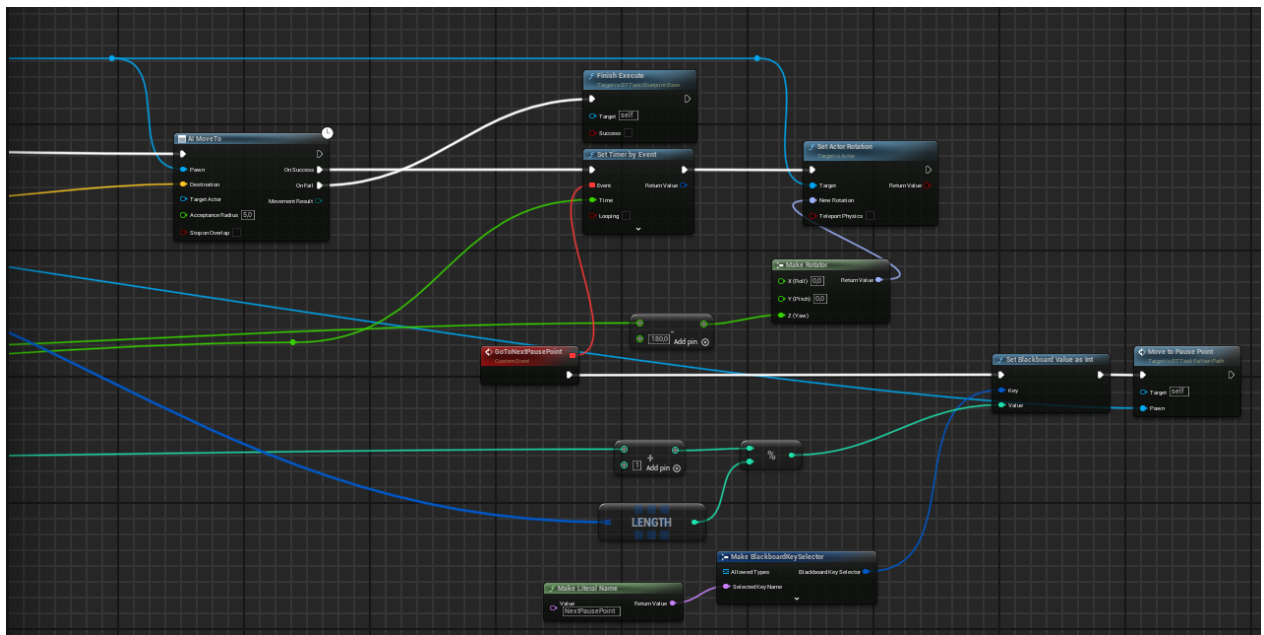 Finish Execute
Target is BTTask Blueprint Base
Target self
Success
AI MoveTo
Pawn
On Success
Destination
On Fail
Target Actor
Movement Result
Acceptance Radius 5,0
Stop on Overlap
Set Timer by Event
Event
Return Value
Time
Looping
Set Actor Rotation
Target is Actor
Target
Return Value
New Rotation
Teleport Physics
Make Rotator
X (Roll) 0,0
Return Value
Y (Pitch) 0,0
Z (Yaw)
-
180,0 Add pin
GoToNextPausePoint
Custom Event
Set Blackboard Value as Int
Key
Value
Move to Pause Point
Target self
Pawn
+
1 Add pin
%
LENGTH
Make BlackboardKeySelector
Allowed Types
Blackboard Key Selector
Selected Key Name
Make Literal Name
Value
Return Value
NextPausePoint